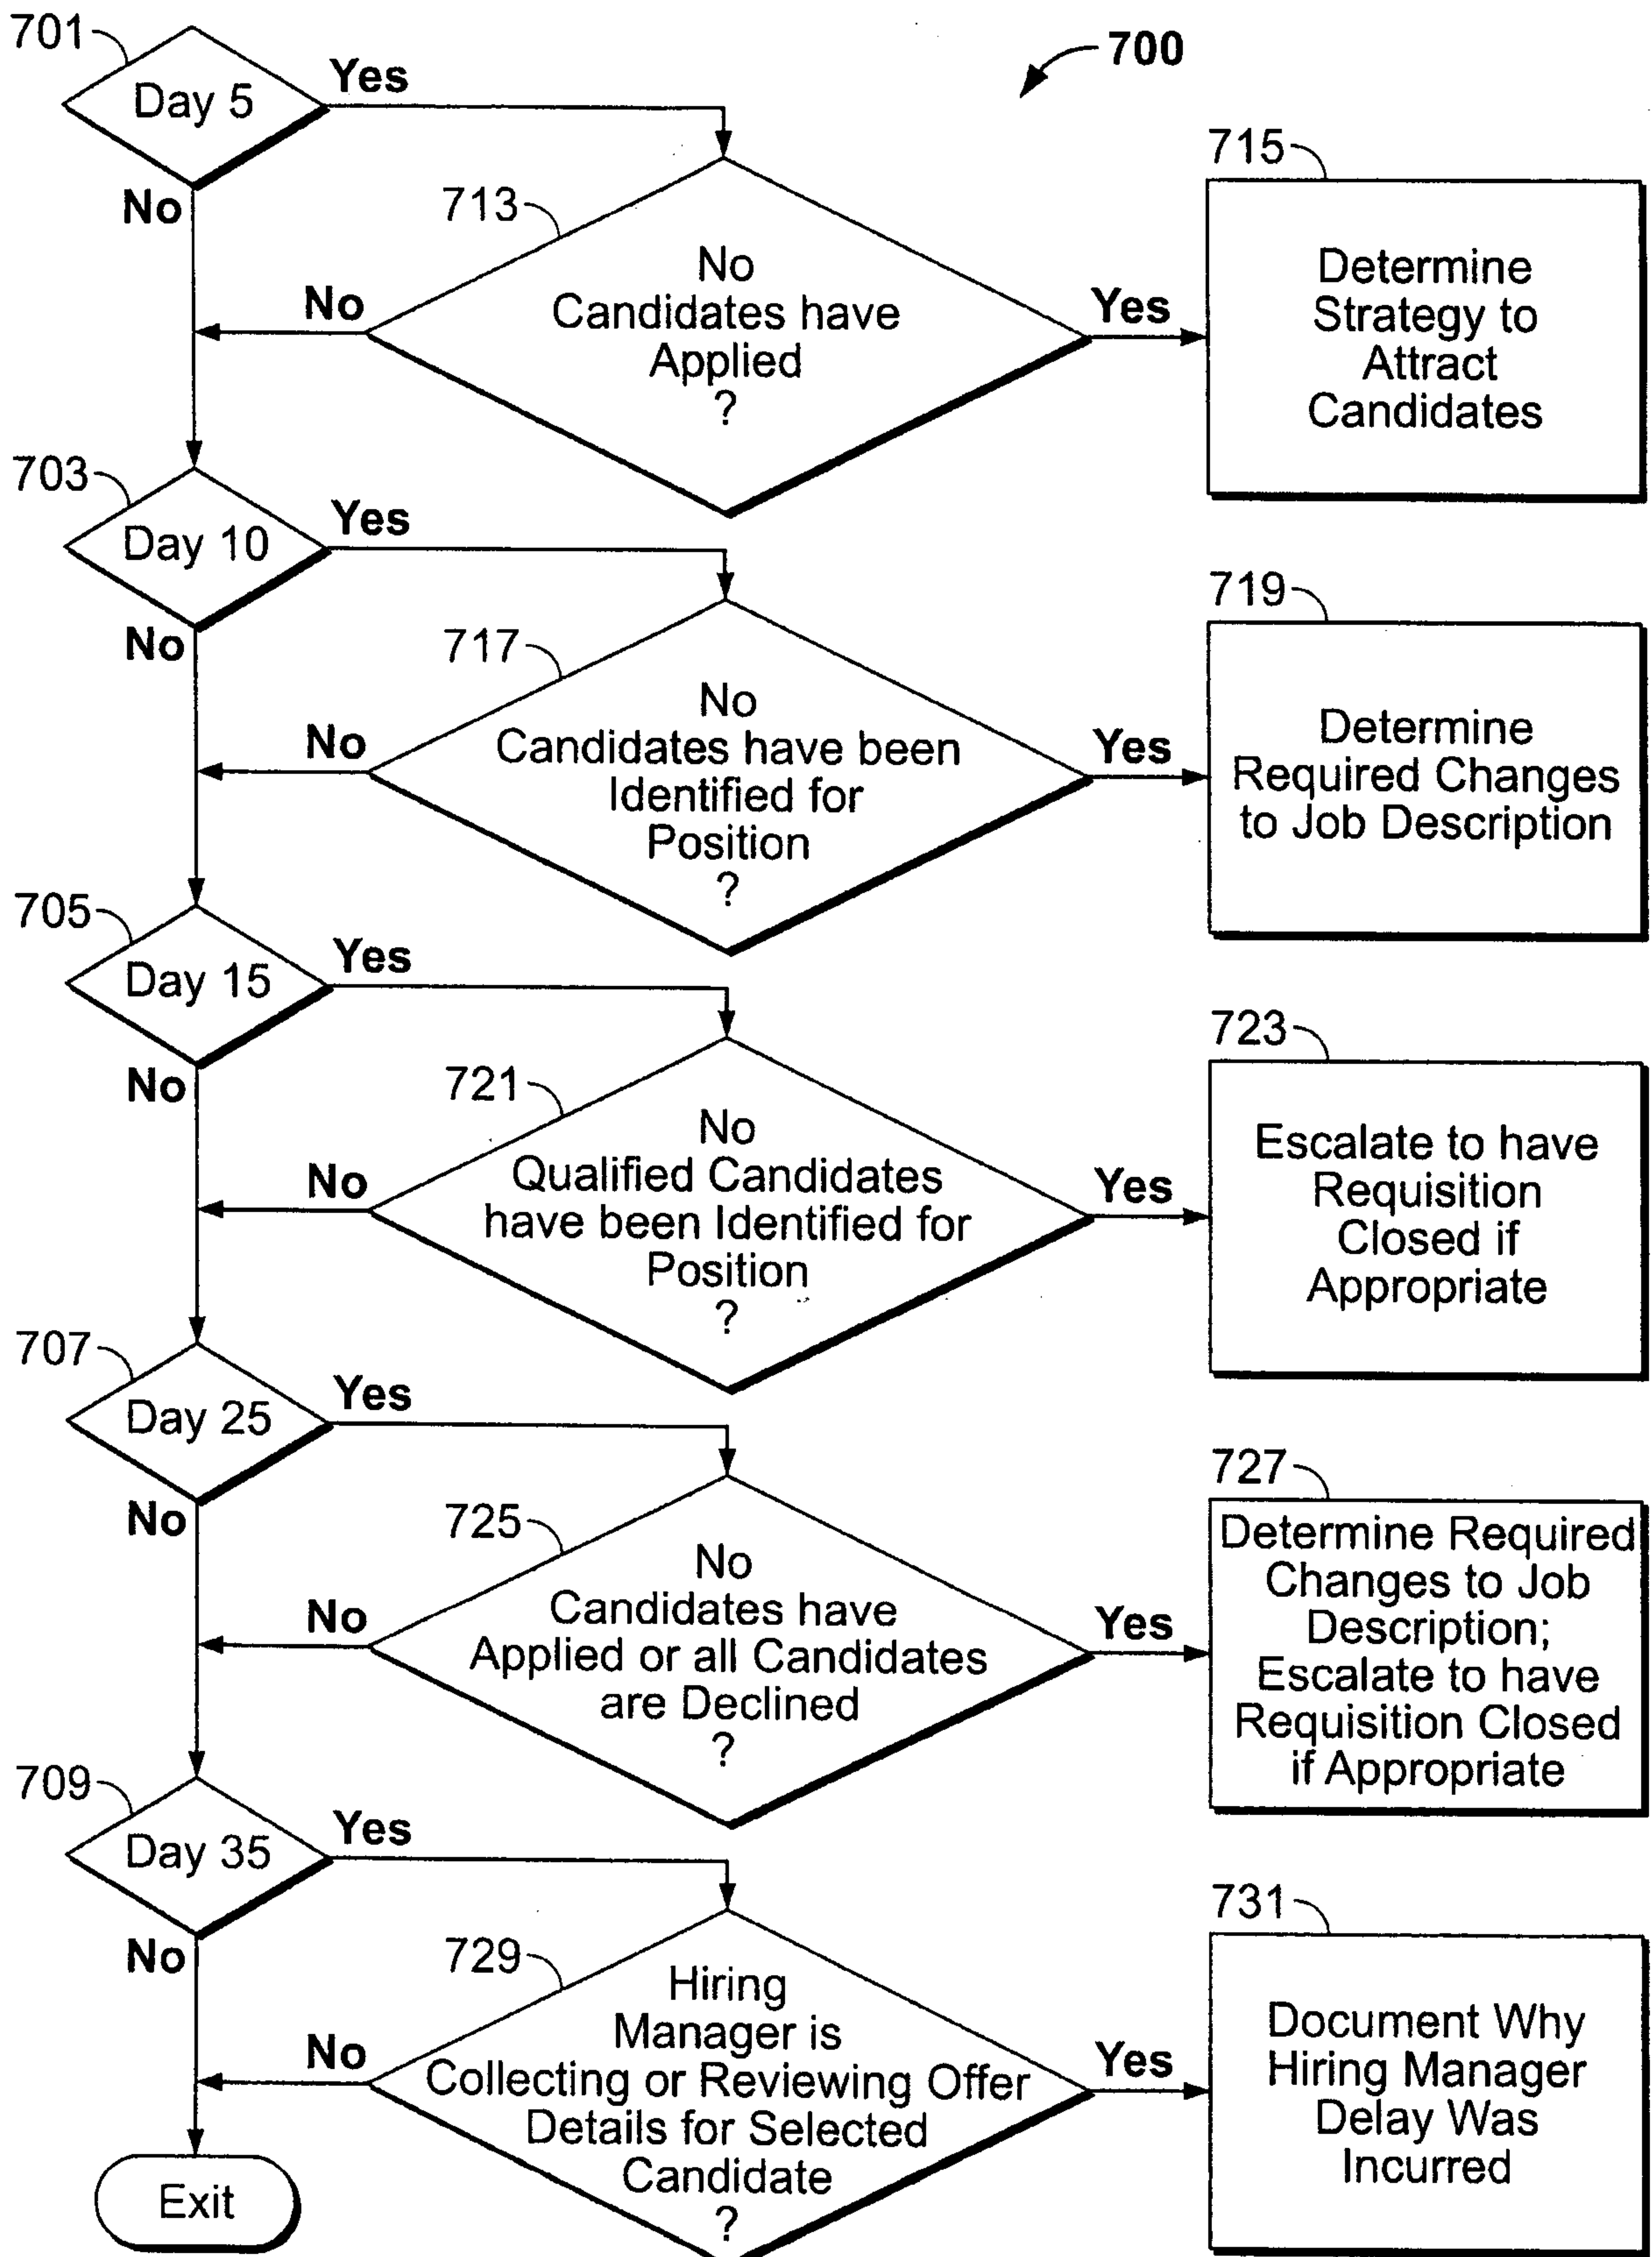 700
701
Day 5
Yes
No
713
No
Candidates have
Applied
?
No
Yes
715
Determine
Strategy to
Attract
Candidates
703
Day 10
Yes
No
717
No
Candidates have been
Identified for
Position
?
No
Yes
719
Determine
Required Changes
to Job Description
705
Day 15
Yes
No
721
No
Qualified Candidates
have been Identified for
Position
?
No
Yes
723
Escalate to have
Requisition
Closed if
Appropriate
707
Day 25
Yes
No
725
No
Candidates have
Applied or all Candidates
are Declined
?
No
Yes
727
Determine Required
Changes to Job
Description;
Escalate to have
Requisition Closed
if Appropriate
709
Day 35
Yes
No
729
Hiring
Manager is
Collecting or Reviewing Offer
Details for Selected
Candidate
?
No
Yes
731
Document Why
Hiring Manager
Delay Was
Incurred
Exit